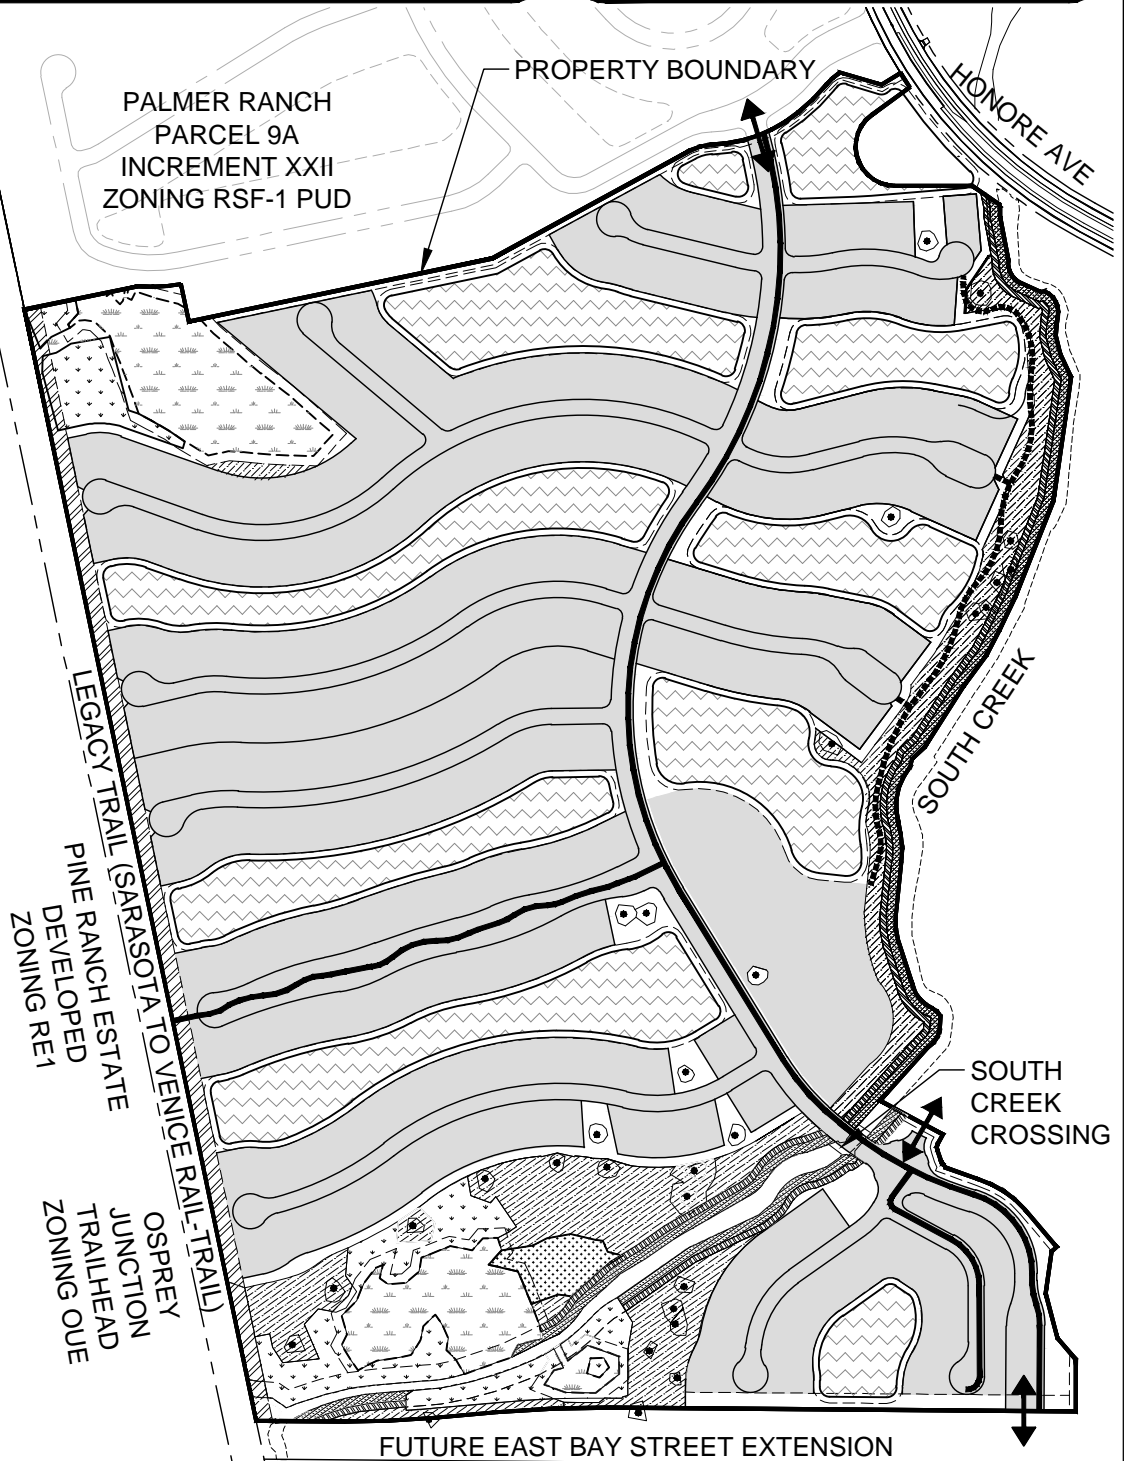 PROPERTY BOUNDARY
PALMER RANCH
PARCEL 9A
INCREMENT XXII
ZONING RSF-1 PUD
HONORE AVE
SOUTH CREEK
LEGACY TRAIL (SARASOTA TO VENICE RAIL-TRAIL)
PINE RANCH ESTATE
DEVELOPED
ZONING RE1
SOUTH
CREEK
CROSSING
OSPREY
JUNCTION
TRAILHEAD
ZONING OUE
FUTURE EAST BAY STREET EXTENSION